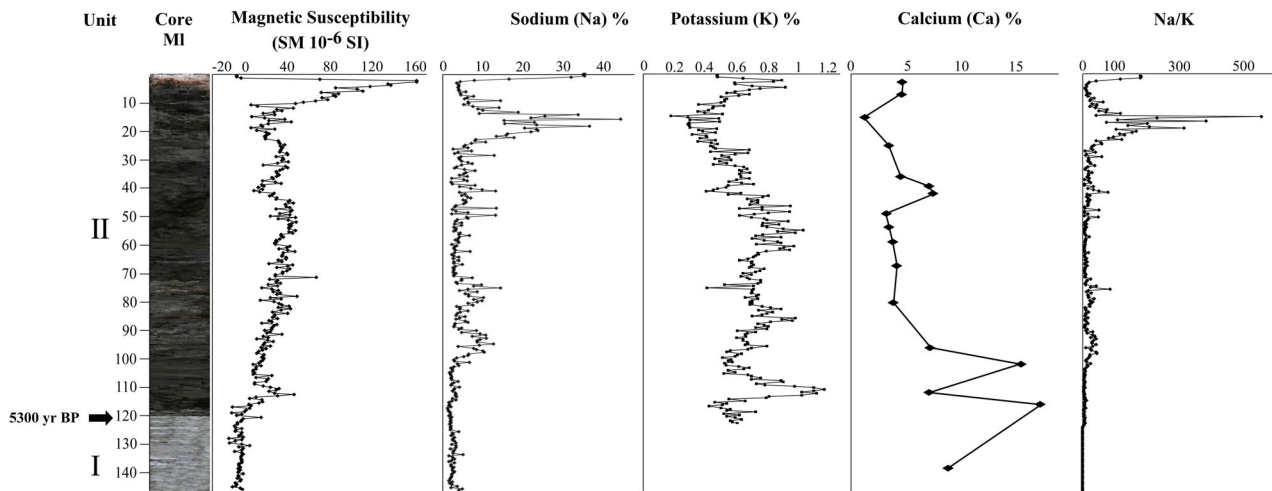 Unit
Core
Ml
Magnetic Susceptibility
(SM 10-6 SI)
Sodium (Na) %
Potassium (K) %
Calcium (Ca) %
Na/K
-20 0 40 80 120 160
0 10 20 30 40
0.2 0.4 0.6 0.8 1 1.2
0 5 10 15
0 100 300 500
10
20
30
40
50
II
60
70
80
90
100
110
5300 yr BP
120
130
I
140